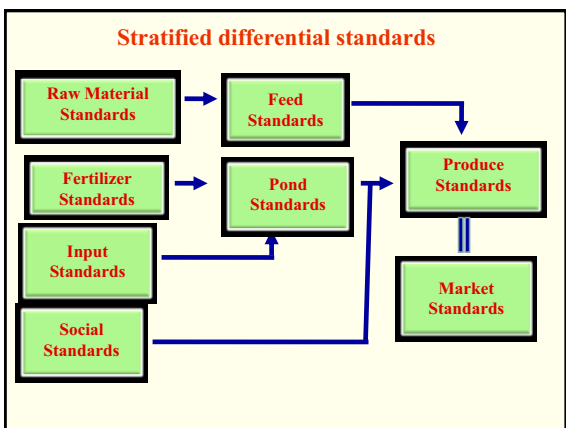 Stratified differential standards
Raw Material
Standards
Feed
Standards
Fertilizer
Standards
Pond
Standards
Produce
Standards
Input
Standards
Market
Standards
Social
Standards